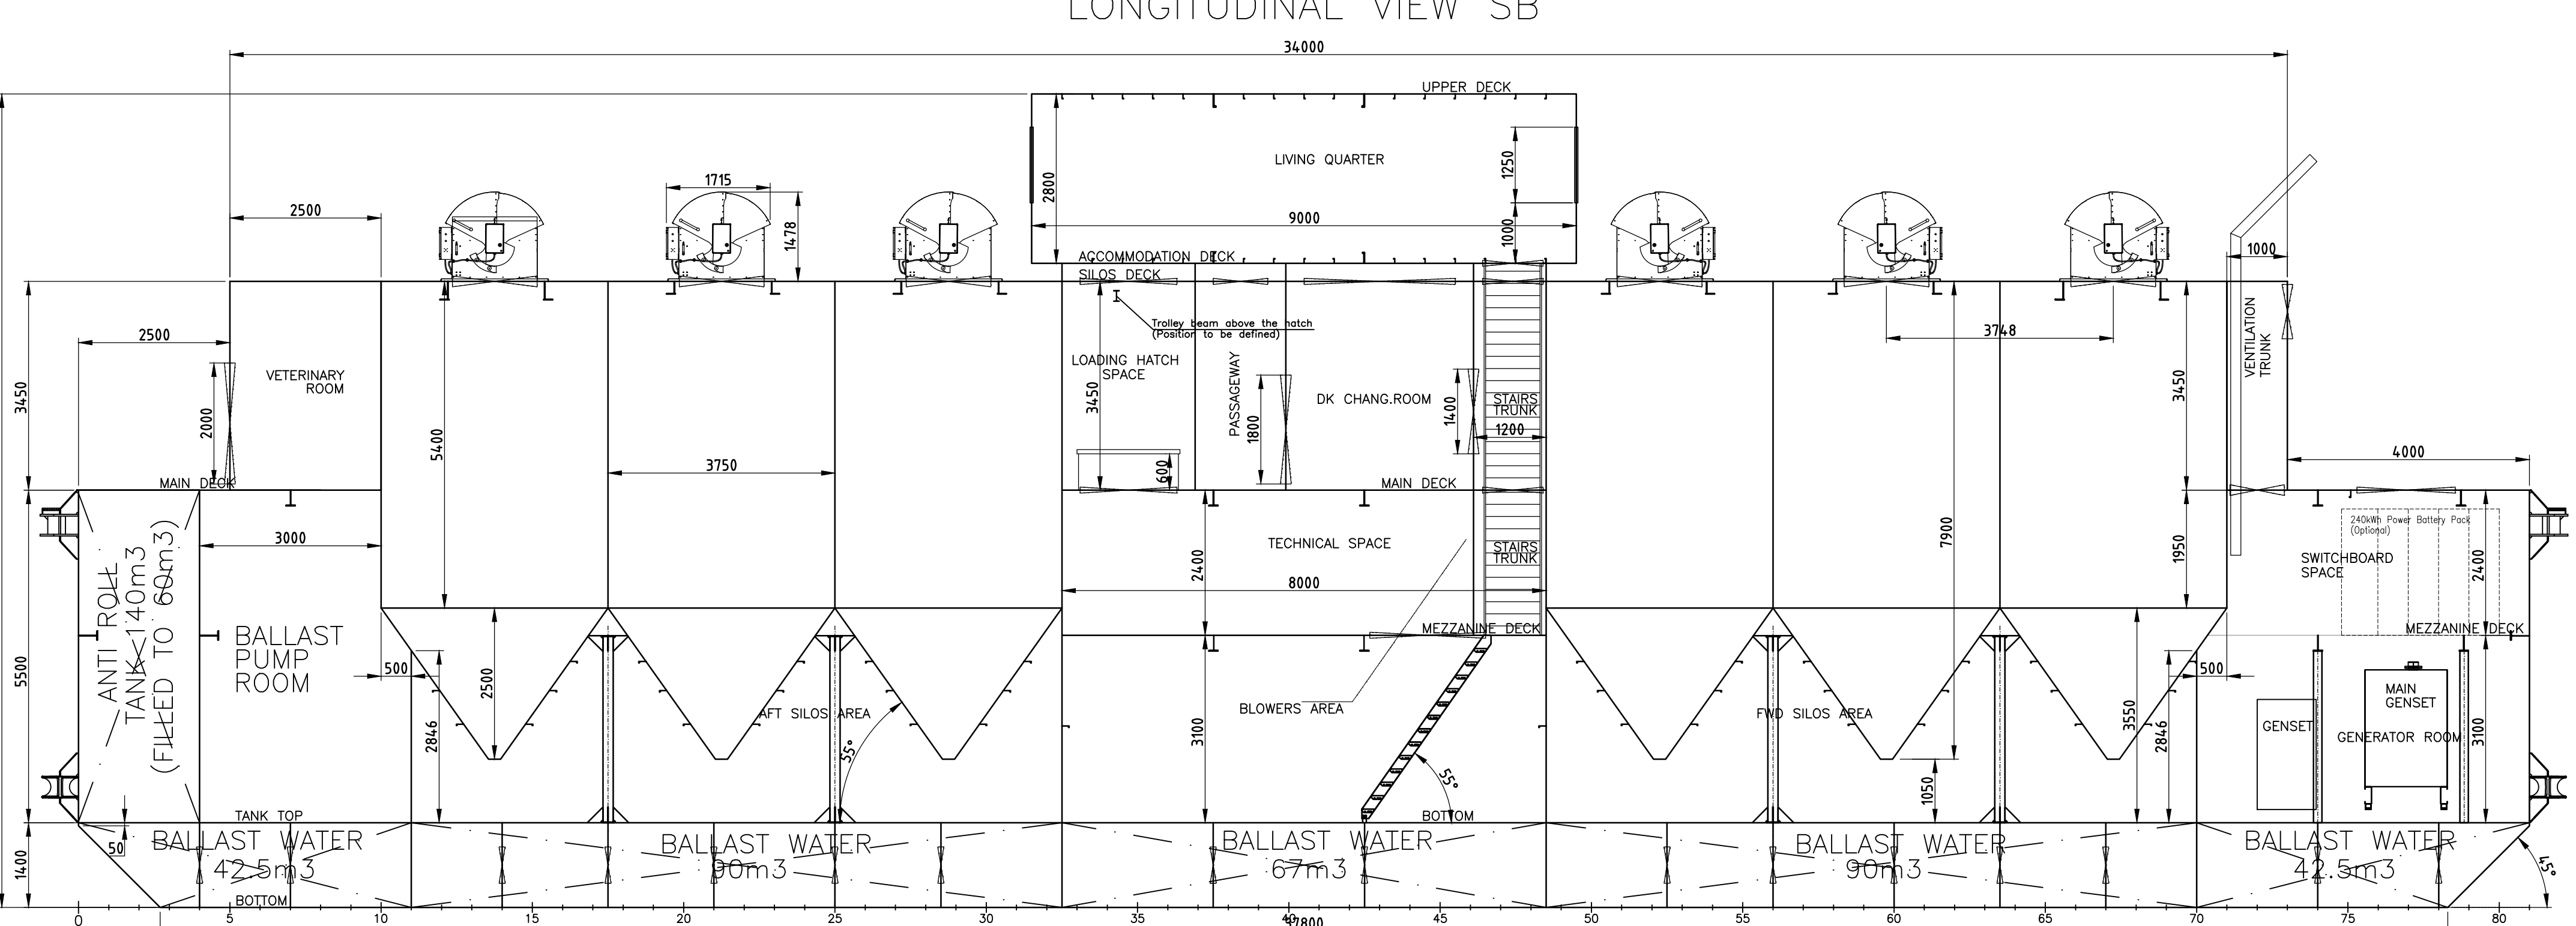 LONGITUDINAL VIEW SB
34000
UPPER DECK
LIVING QUARTER
1250
2800
1715
2500
9000
1478
1000
1000
ACCOMMODATION DECK
SILOS DECK
Trolley beam above the hatch
(Position to be defined)
2500
3748
VENTILATION
TRUNK
VETERINARY
ROOM
LOADING HATCH
SPACE
PASSAGEWAY
DK CHANG.ROOM
STAIRS
TRUNK
3450
2000
3450
1800
1400
3450
1200
5400
3750
600
4000
MAIN DECK
MAIN DECK
240kWh Power Battery Pack
(Optional)
ANTI ROLL
TANK<140m3
(FILLED TO 60m3)
3000
TECHNICAL SPACE
STAIRS
TRUNK
7900
1950
SWITCHBOARD
SPACE
2400
2400
8000
MEZZANINE DECK
MEZZANINE DECK
BALLAST
PUMP
ROOM
5500
500
2500
500
MAIN
GENSET
AFT SILOS AREA
BLOWERS AREA
FWD SILOS AREA
GENSET
GENERATOR ROOM
2846
55°
3100
55°
3550
2846
3100
1050
TANK TOP
BOTTOM
1400
50
BALLAST WATER
42.5m3
BALLAST WATER
90m3
BALLAST WATER
67m3
BALLAST WATER
90m3
BALLAST WATER
42.5m3
45°
BOTTOM
0 5 10 15 20 25 30 35 40 45 50 55 60 65 70 75 80
37800